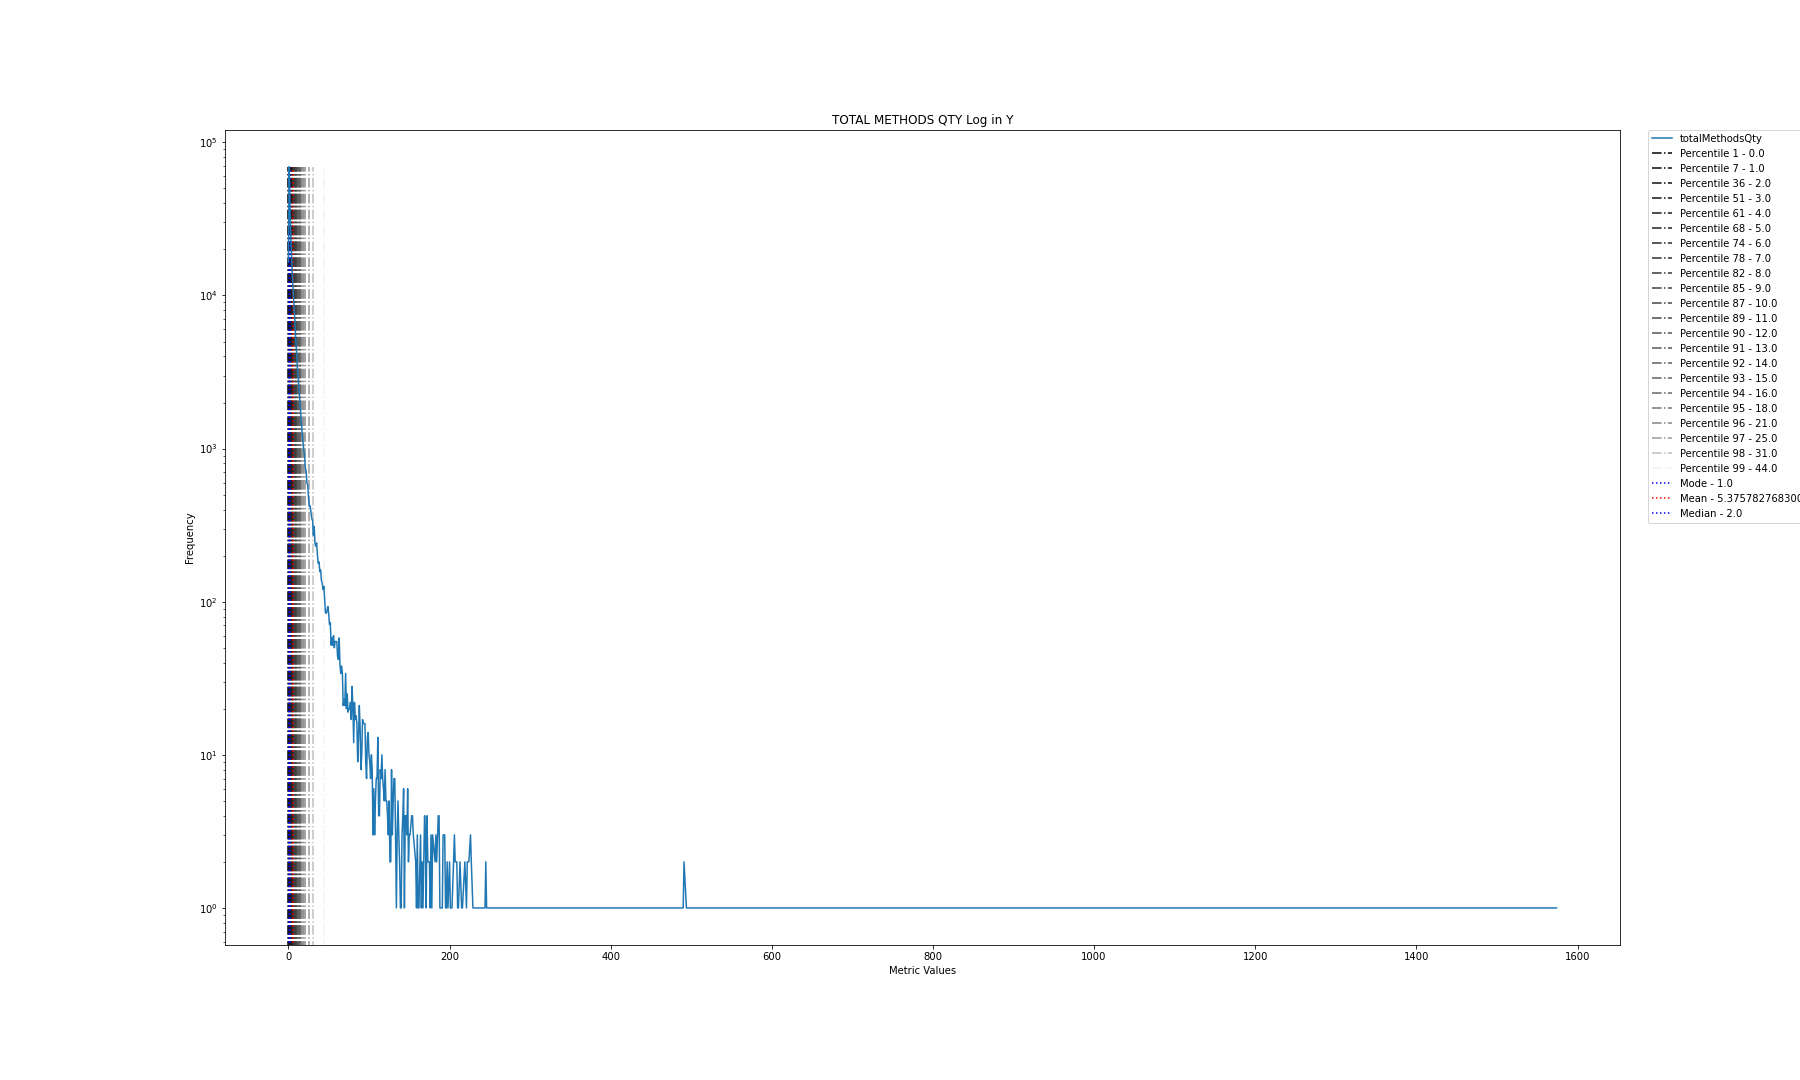 TOTAL METHODS QTY Log in Y
10⁵
10⁴
10³
10²
10¹
10⁰
Frequency
0 200 400 600 800 1000 1200 1400 1600
Metric Values
totalMethodsQty
Percentile 1 - 0.0
Percentile 7 - 1.0
Percentile 36 - 2.0
Percentile 51 - 3.0
Percentile 61 - 4.0
Percentile 68 - 5.0
Percentile 74 - 6.0
Percentile 78 - 7.0
Percentile 82 - 8.0
Percentile 85 - 9.0
Percentile 87 - 10.0
Percentile 89 - 11.0
Percentile 90 - 12.0
Percentile 91 - 13.0
Percentile 92 - 14.0
Percentile 93 - 15.0
Percentile 94 - 16.0
Percentile 95 - 18.0
Percentile 96 - 21.0
Percentile 97 - 25.0
Percentile 98 - 31.0
Percentile 99 - 44.0
Mode - 1.0
Mean - 5.375782768300
Median - 2.0